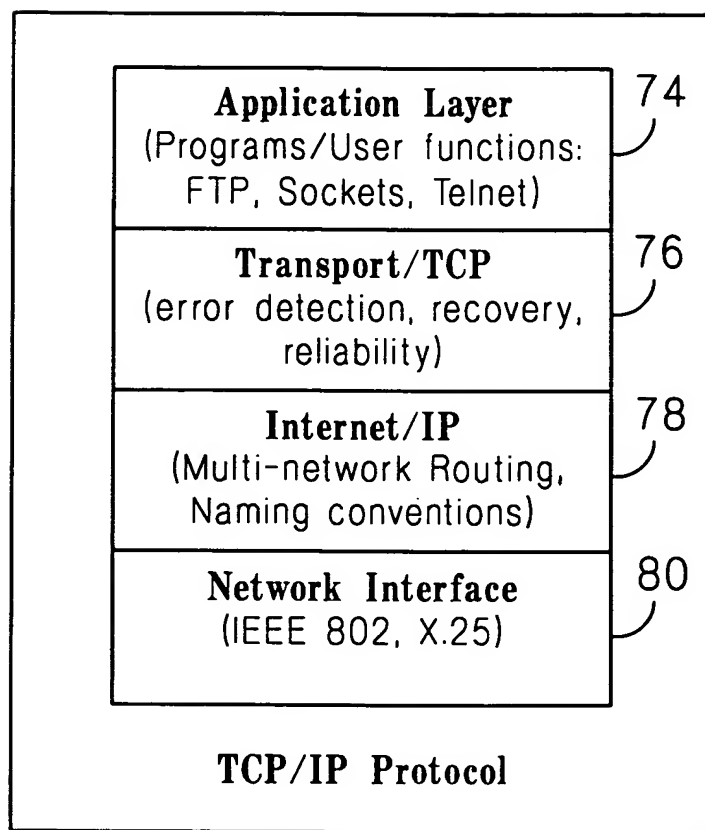 Application Layer
74
(Programs/User functions:
FTP, Sockets, Telnet)
Transport/TCP
76
(error detection, recovery,
reliability)
Internet/IP
78
(Multi-network Routing,
Naming conventions)
Network Interface
80
(IEEE 802, X.25)
TCP/IP Protocol